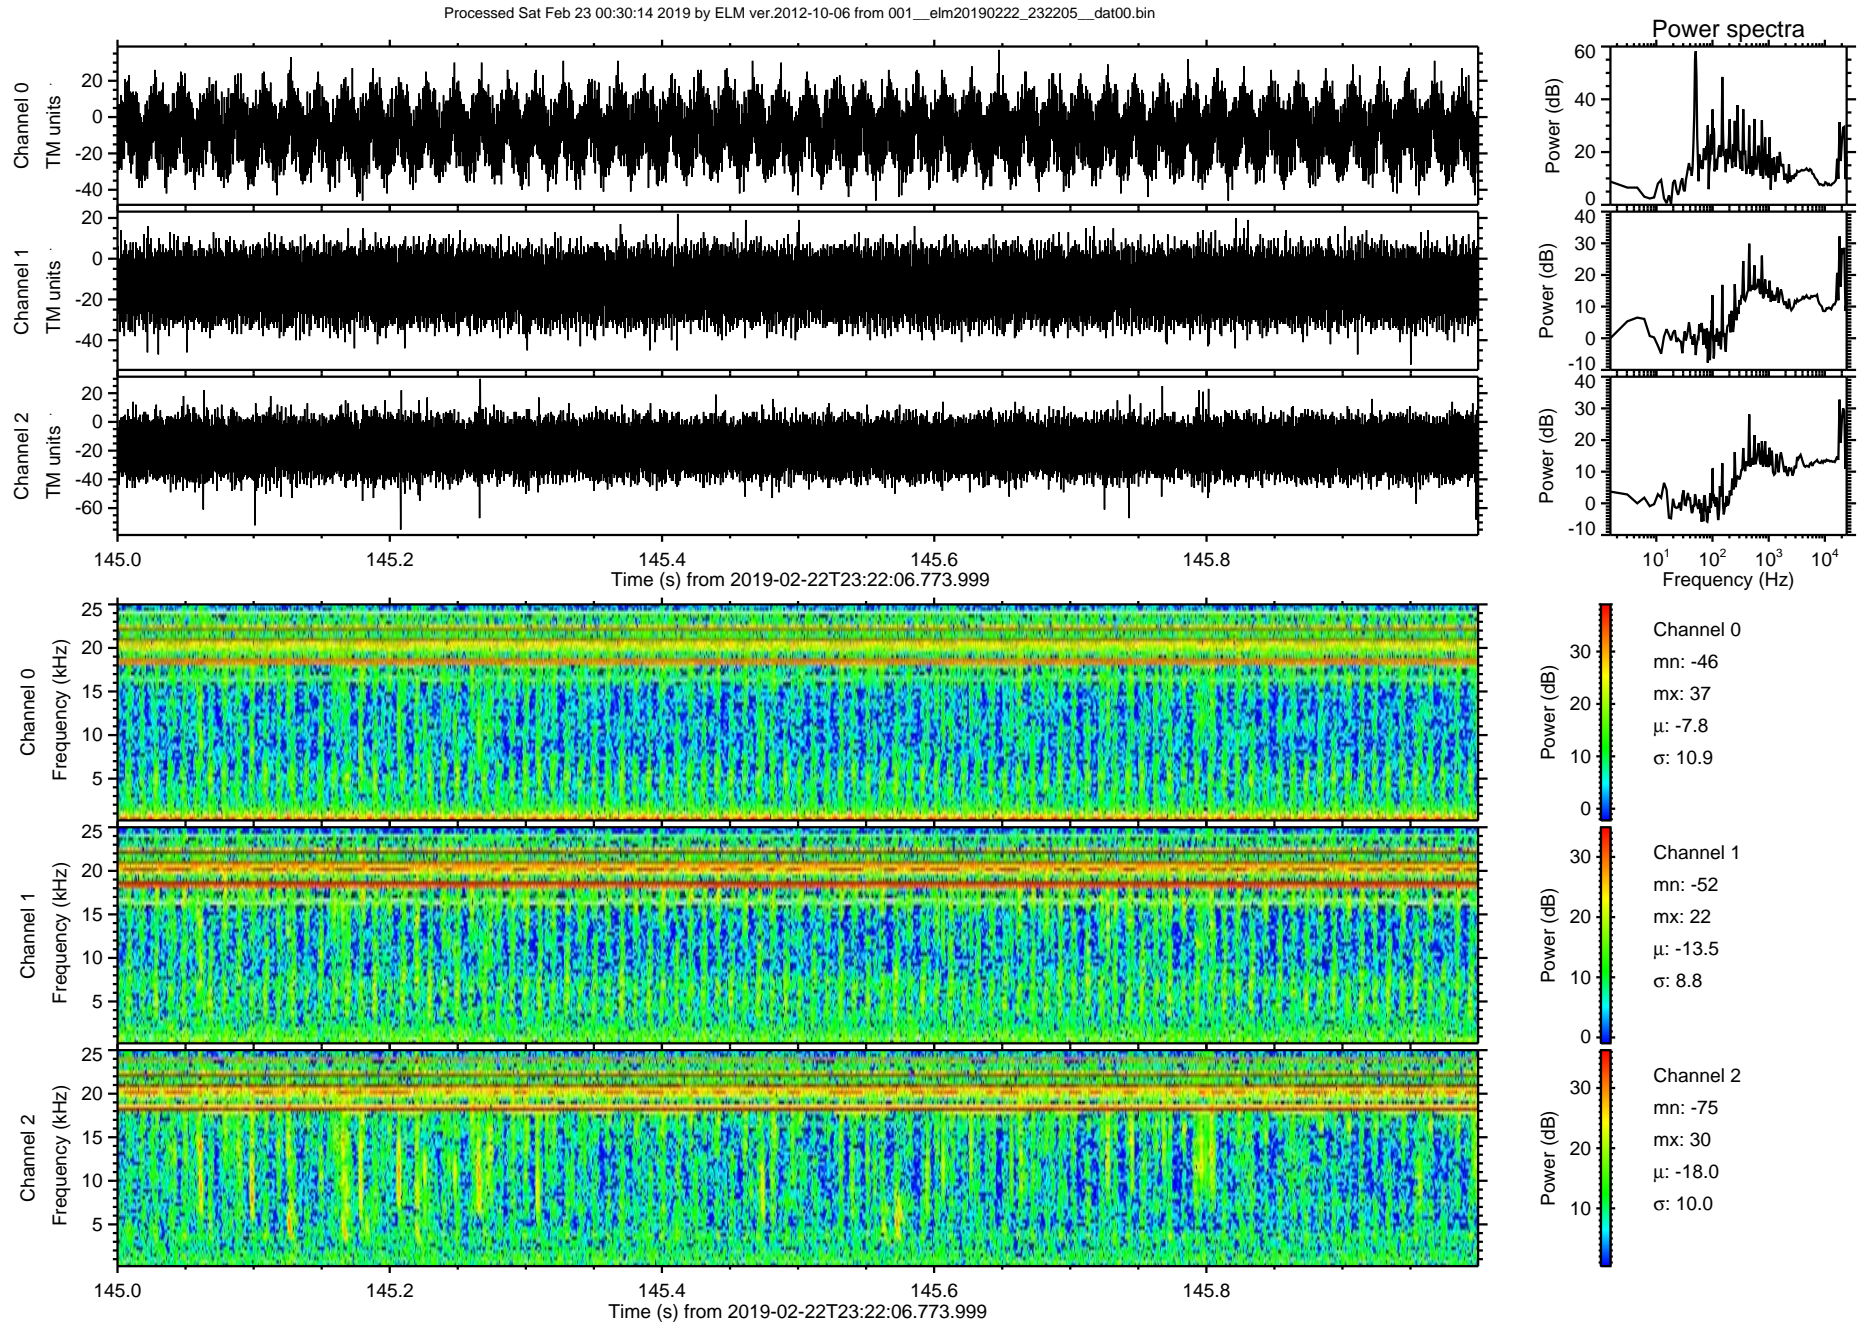 Processed Sat Feb 23 00:30:14 2019 by ELM ver.2012-10-06 from 001__elm20190222_232205__dat00.bin
Power spectra
Channel 0
TM units
20
0
-20
-40
Power (dB)
60
40
20
0
Channel 1
TM units
20
0
-20
-40
Power (dB)
40
30
20
10
0
-10
Channel 2
TM units
20
0
-20
-40
-60
Power (dB)
40
30
20
10
0
-10
145.0 145.2 145.4 145.6 145.8
Time (s) from 2019-02-22T23:22:06.773.999
10^1 10^2 10^3 10^4
Frequency (Hz)
Channel 0
Frequency (kHz)
25
20
15
10
5
Power (dB)
30
20
10
0
Channel 0
mn: -46
mx: 37
μ: -7.8
σ: 10.9
Channel 1
Frequency (kHz)
25
20
15
10
5
Power (dB)
30
20
10
0
Channel 1
mn: -52
mx: 22
μ: -13.5
σ: 8.8
Channel 2
Frequency (kHz)
25
20
15
10
5
Power (dB)
30
20
10
Channel 2
mn: -75
mx: 30
μ: -18.0
σ: 10.0
145.0 145.2 145.4 145.6 145.8
Time (s) from 2019-02-22T23:22:06.773.999